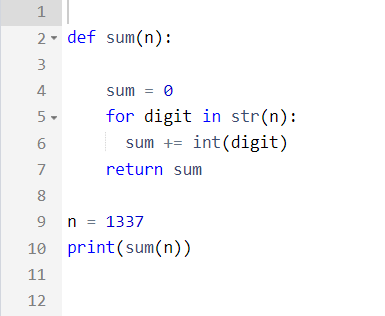 1
2 def sum(n):
3
4 sum = 0
5 for digit in str(n):
6 sum += int(digit)
7 return sum
8
9 n = 1337
10 print(sum(n))
11
12